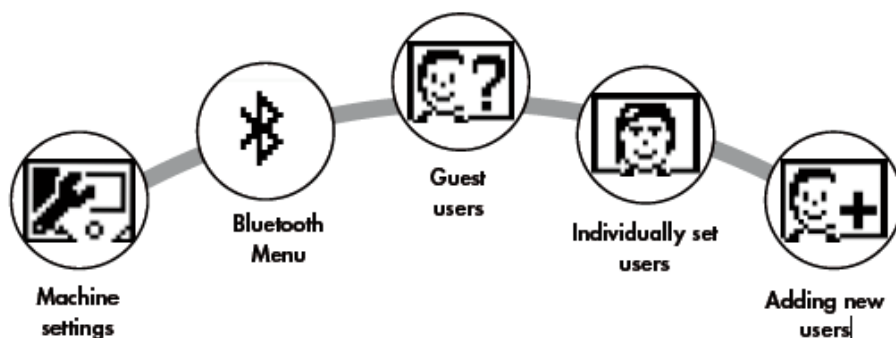 Machine
settings
Bluetooth
Menu
?
Guest
users
Individually set
users
+
Adding new
users